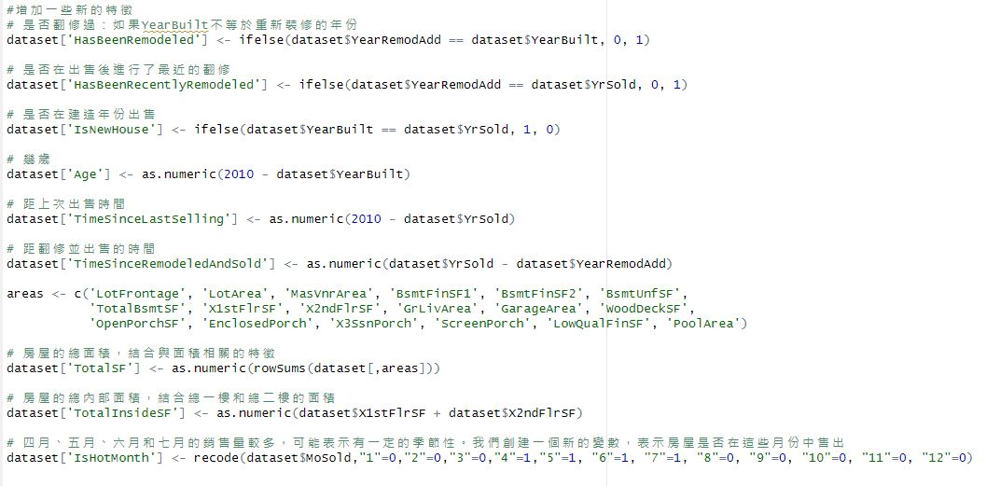 #增加一些新的特徵
# 是否翻修過：如果YearBuilt不等於重新裝修的年份
dataset['HasBeenRemodeled'] <- ifelse(dataset$YearRemodAdd == dataset$YearBuilt, 0, 1)
# 是否在出售後進行了最近的翻修
dataset['HasBeenRecentlyRemodeled'] <- ifelse(dataset$YearRemodAdd == dataset$YrSold, 0, 1)
# 是否在建造年份出售
dataset['IsNewHouse'] <- ifelse(dataset$YearBuilt == dataset$YrSold, 1, 0)
# 幾歲
dataset['Age'] <- as.numeric(2010 - dataset$YearBuilt)
# 距上次出售時間
dataset['TimeSinceLastSelling'] <- as.numeric(2010 - dataset$YrSold)
# 距翻修並出售的時間
dataset['TimeSinceRemodeledAndSold'] <- as.numeric(dataset$YrSold - dataset$YearRemodAdd)
areas <- c('LotFrontage', 'LotArea', 'MasVnrArea', 'BsmtFinSF1', 'BsmtFinSF2', 'BsmtUnfSF',
'TotalBsmtSF', 'X1stFlrSF', 'X2ndFlrSF', 'GrLivArea', 'GarageArea', 'WoodDeckSF',
'OpenPorchSF', 'EnclosedPorch', 'X3SsnPorch', 'ScreenPorch', 'LowQualFinSF', 'PoolArea')
# 房屋的總面積，結合與面積相關的特徵
dataset['TotalSF'] <- as.numeric(rowSums(dataset[,areas]))
# 房屋的總內部面積，結合總一樓和總二樓的面積
dataset['TotalInsideSF'] <- as.numeric(dataset$X1stFlrSF + dataset$X2ndFlrSF)
# 四月、五月、六月和七月的銷售量較多，可能表示有一定的季節性。我們創建一個新的變數，表示房屋是否在這些月份中售出
dataset['IsHotMonth'] <- recode(dataset$MoSold,"1"=0,"2"=0,"3"=0,"4"=1,"5"=1, "6"=1, "7"=1, "8"=0, "9"=0, "10"=0, "11"=0, "12"=0)